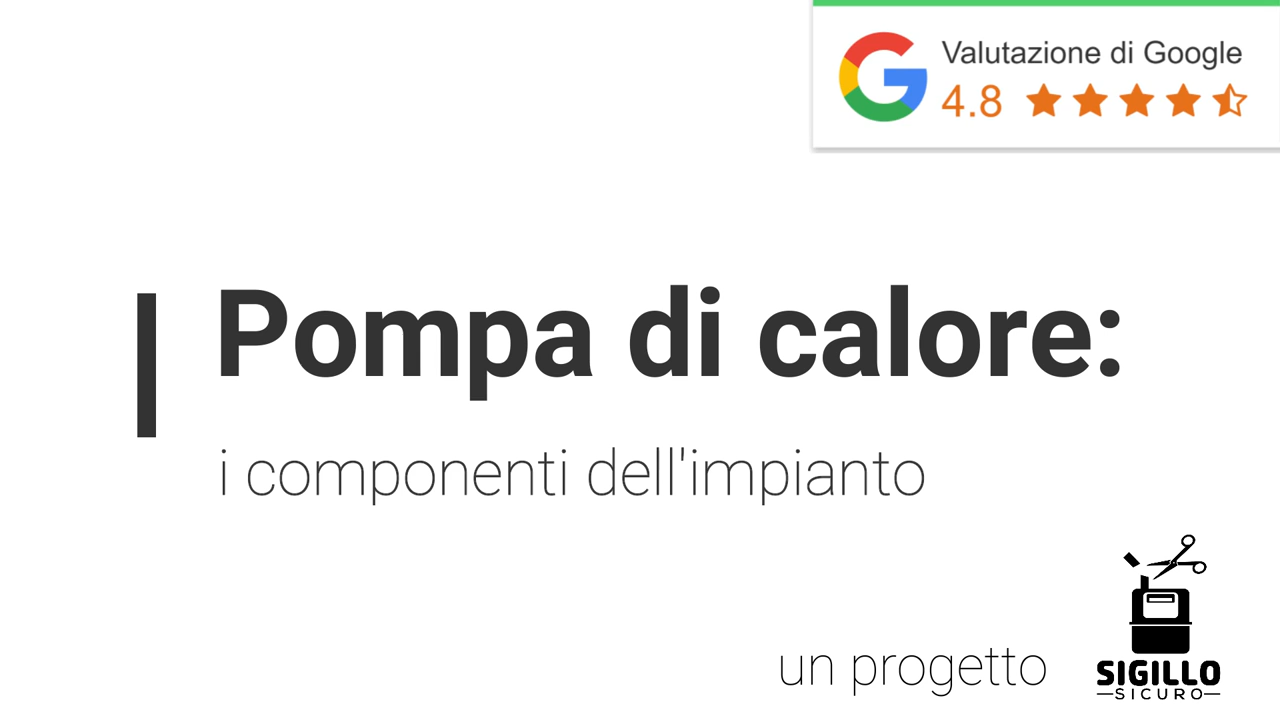 Valutazione di Google
4.8
Pompa di calore:
i componenti dell'impianto
un progetto
SIGILLO
SICURO